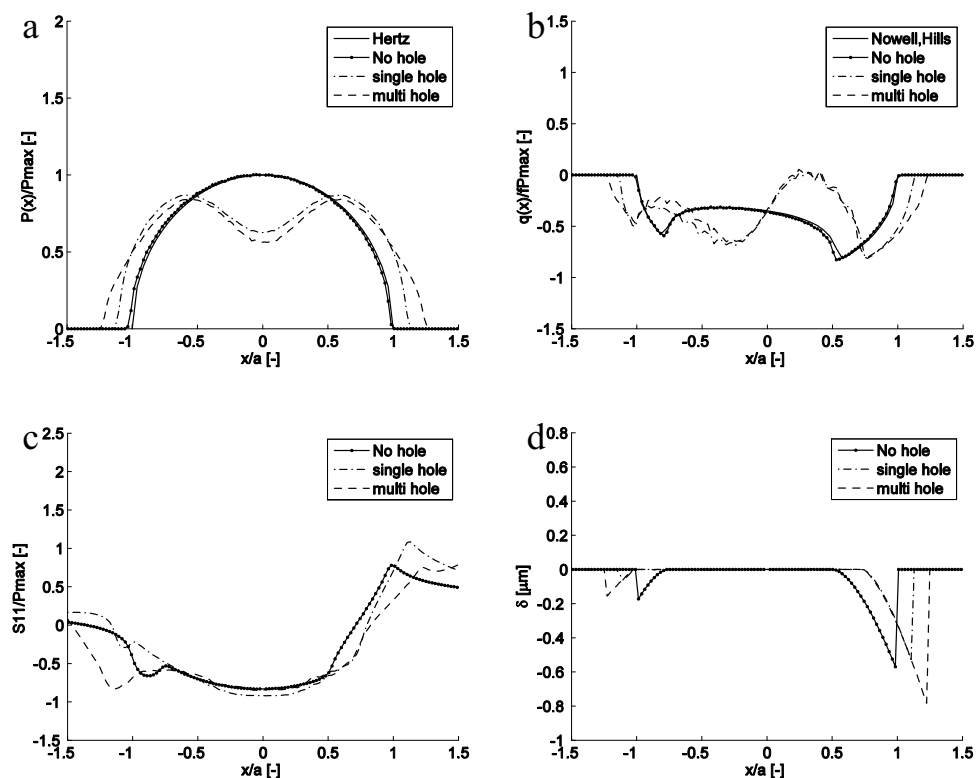 a
2
1.5
1
0.5
0
-1.5
-1
-0.5
0
0.5
1
1.5
P(x)/Pmax [-]
x/a [-]
Hertz
No hole
single hole
multi hole
b
1.5
1
0.5
0
-0.5
-1
-1.5
-1.5
-1
-0.5
0
0.5
1
1.5
q(x)/fPmax [-]
x/a [-]
Nowell,Hills
No hole
single hole
multi hole
c
2.5
2
1.5
1
0.5
0
-0.5
-1
-1.5
-1.5
-1
-0.5
0
0.5
1
1.5
S11/Pmax [-]
x/a [-]
No hole
single hole
multi hole
d
0.8
0.6
0.4
0.2
0
-0.2
-0.4
-0.6
-0.8
-1
-1.5
-1
-0.5
0
0.5
1
1.5
δ [μm]
x/a [-]
No hole
single hole
multi hole